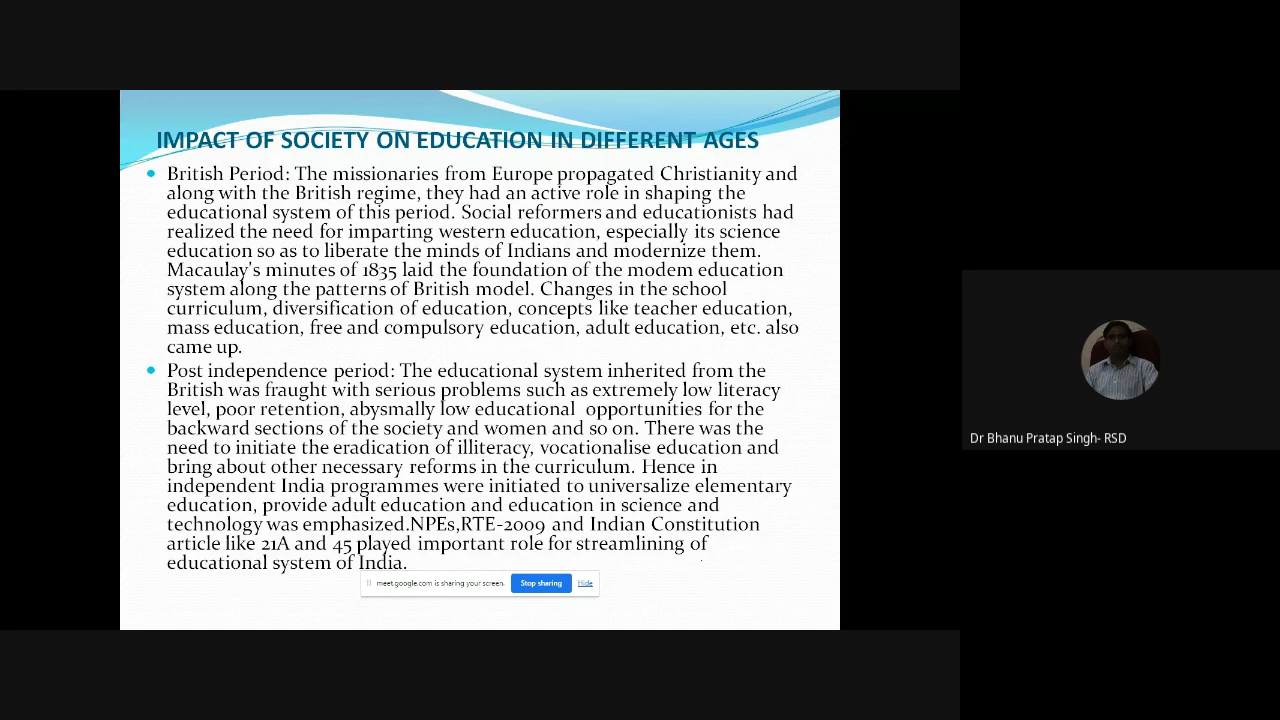 IMPACT OF SOCIETY ON EDUCATION IN DIFFERENT AGES
British Period: The missionaries from Europe propagated Christianity and
along with the British regime, they had an active role in shaping the
educational system of this period. Social reformers and educationists had
realized the need for imparting western education, especially its science
education so as to liberate the minds of Indians and modernize them.
Macaulay's minutes of 1835 laid the foundation of the modem education
system along the patterns of British model. Changes in the school
curriculum, diversification of education, concepts like teacher education,
mass education, free and compulsory education, adult education, etc. also
came up.
Post independence period: The educational system inherited from the
British was fraught with serious problems such as extremely low literacy
level, poor retention, abysmally low educational opportunities for the
backward sections of the society and women and so on. There was the
need to initiate the eradication of illiteracy, vocationalise education and
bring about other necessary reforms in the curriculum. Hence in
independent India programmes were initiated to universalize elementary
education, provide adult education and education in science and
technology was emphasized.NPEs,RTE-2009 and Indian Constitution
article like 21A and 45 played important role for streamlining of
educational system of India.
meet.google.com is sharing your screen. Stop sharing Hide
Dr Bhanu Pratap Singh- RSD